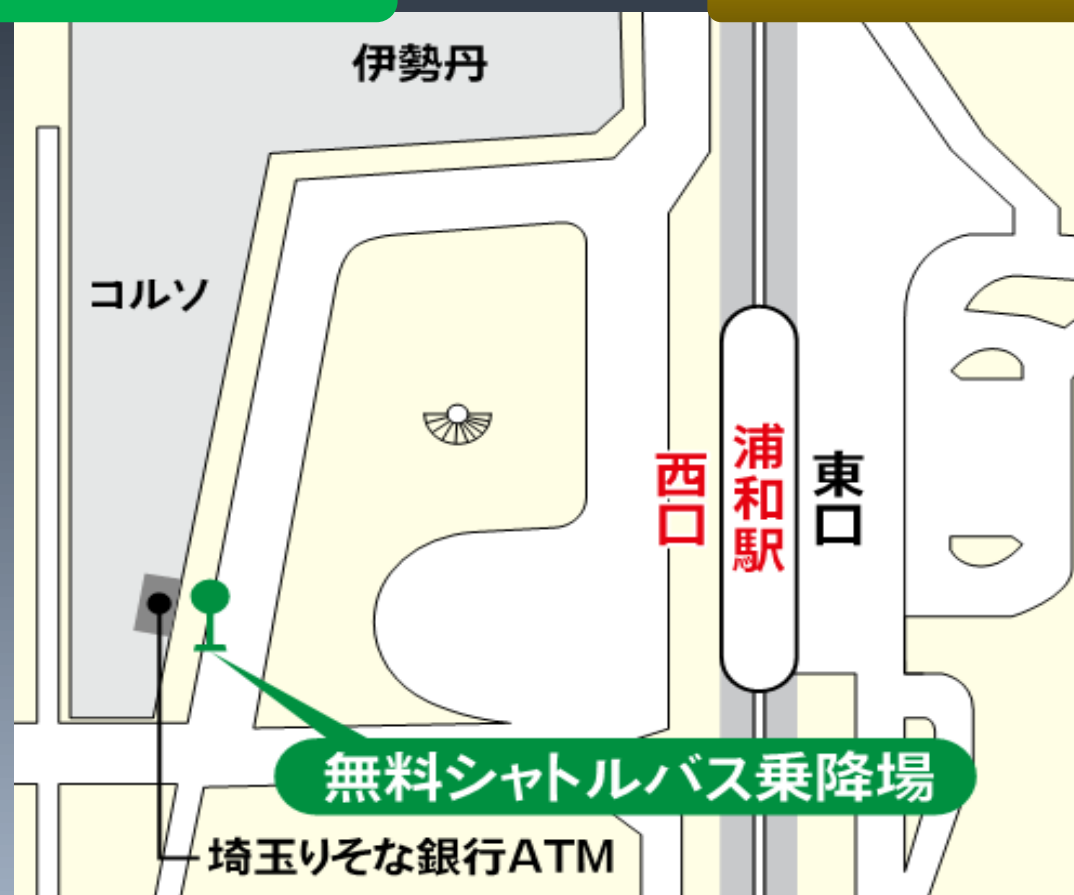 伊勢丹
コルソ
西口
浦和駅
東口
無料シャトルバス乗降場
埼玉りそな銀行ATM